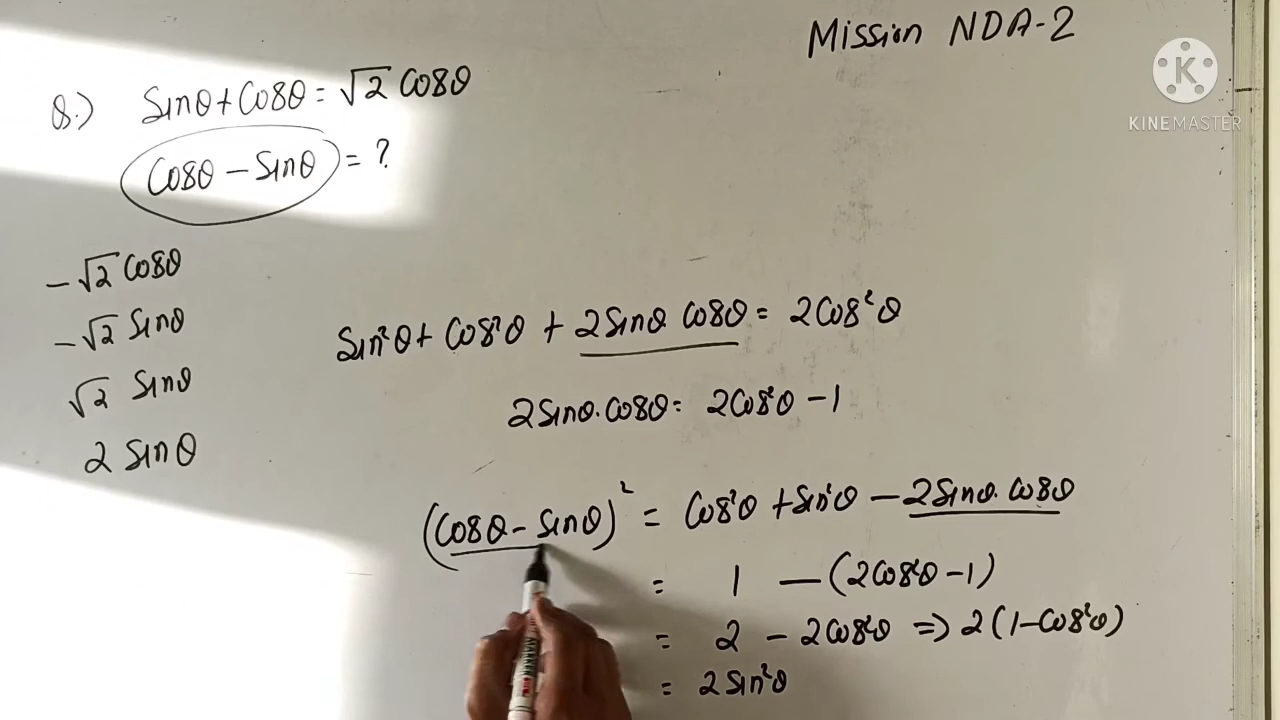 Mission NDA-2
K
KINEMASTER
Q.) Sinθ + Cosθ = √2 Cosθ
Cosθ - Sinθ = ?
-√2 Cosθ
-√2 Sinθ
√2 Sinθ
2 Sinθ
Sin²θ + Cos²θ + 2Sinθ Cosθ = 2Cos²θ
2Sinθ.Cosθ = 2Cos²θ - 1
(Cosθ - Sinθ)² = Cos²θ + Sin²θ - 2Sinθ.Cosθ
= 1 - (2Cos²θ - 1)
= 2 - 2Cos²θ ⇒ 2(1-Cos²θ)
= 2Sin²θ